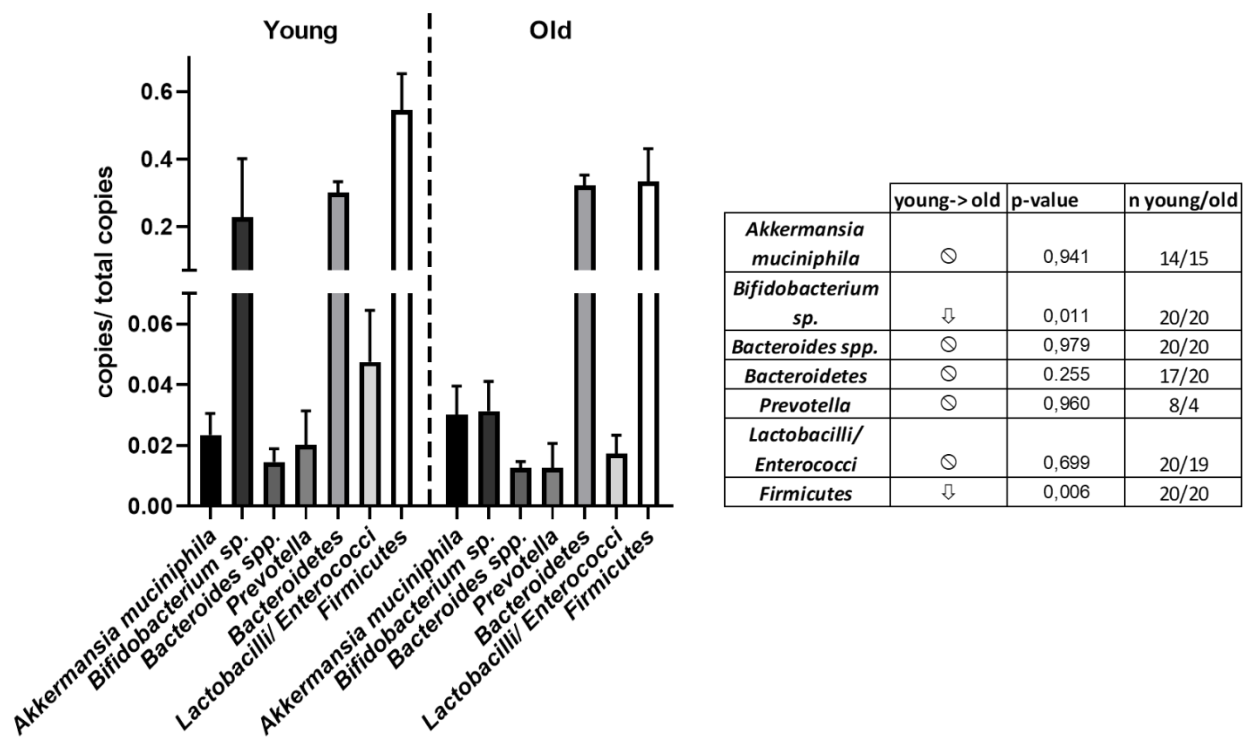 Young
Old
copies/ total copies
0.6
0.4
0.2
0.06
0.04
0.02
0.00
Akkermansia muciniphila
Bifidobacterium sp.
Bacteroides spp.
Prevotella
Bacteroidetes
Lactobacilli/ Enterococci
Firmicutes
Akkermansia muciniphila
Bifidobacterium sp.
Bacteroides spp.
Prevotella
Bacteroidetes
Lactobacilli/ Enterococci
Firmicutes
young-> old p-value n young/old
Akkermansia
muciniphila 🛇 0,941 14/15
Bifidobacterium
sp. ⇩ 0,011 20/20
Bacteroides spp. 🛇 0,979 20/20
Bacteroidetes 🛇 0.255 17/20
Prevotella 🛇 0,960 8/4
Lactobacilli/
Enterococci 🛇 0,699 20/19
Firmicutes ⇩ 0,006 20/20